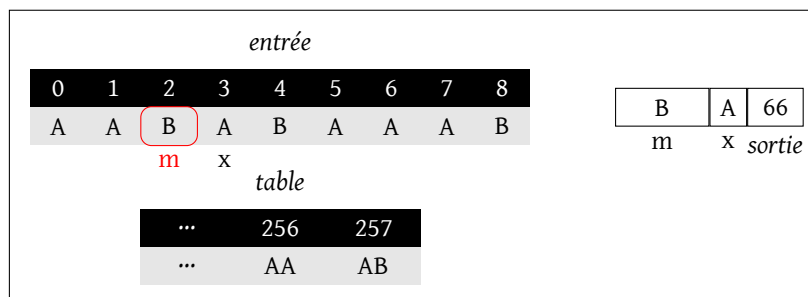 entrée
0 1 2 3 4 5 6 7 8
A A B A B A A A B
m x
B A 66
m x sortie
table
... 256 257
... AA AB